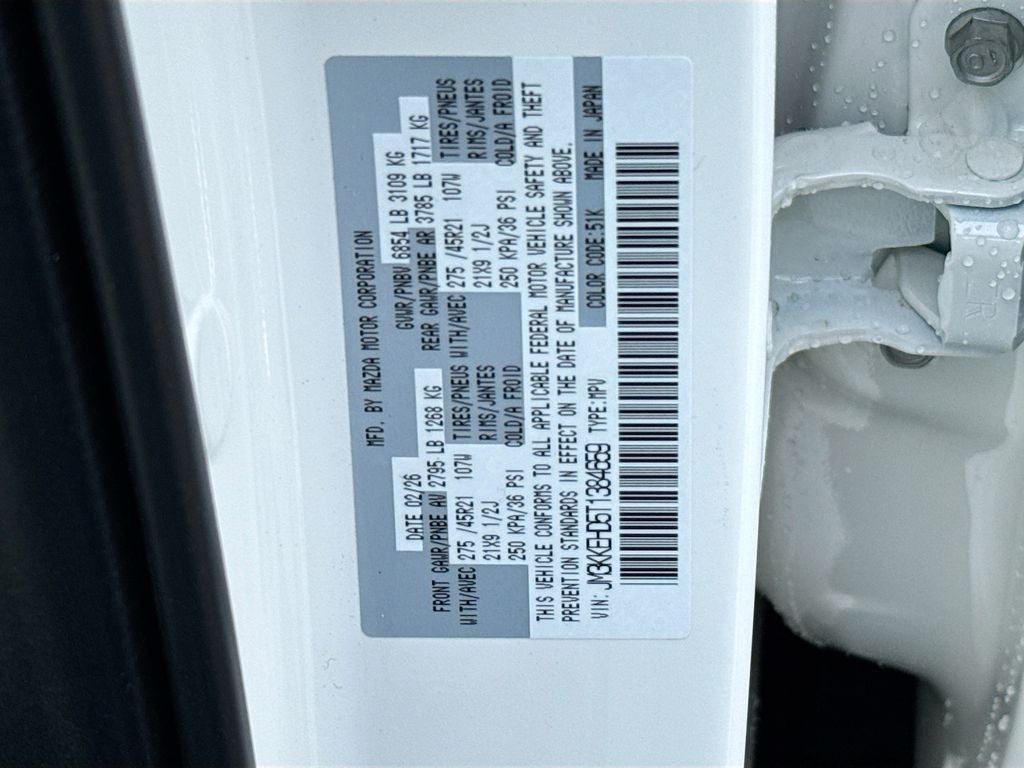 MFD. BY MAZDA MOTOR CORPORATION
DATE 02/26 GVWR/PNBV 6854 LB 3109 KG
FRONT GAWR/PNBE AV 2795 LB 1268 KG REAR GAWR/PNBE AR 3785 LB 1717 KG
WITH/AVEC 275 /45R21 107W TIRES/PNEUS WITH/AVEC 275 /45R21 107W TIRES/PNEUS
21X9 1/2J RIMS/JANTES 21X9 1/2J RIMS/JANTES
250 KPA/36 PSI COLD/A FROID 250 KPA/36 PSI COLD/A FROID
THIS VEHICLE CONFORMS TO ALL APPLICABLE FEDERAL MOTOR VEHICLE SAFETY AND THEFT
PREVENTION STANDARDS IN EFFECT ON THE DATE OF MANUFACTURE SHOWN ABOVE.
VIN: JM3KKEHD5T1384659 TYPE:MPV COLOR CODE:51K MADE IN JAPAN